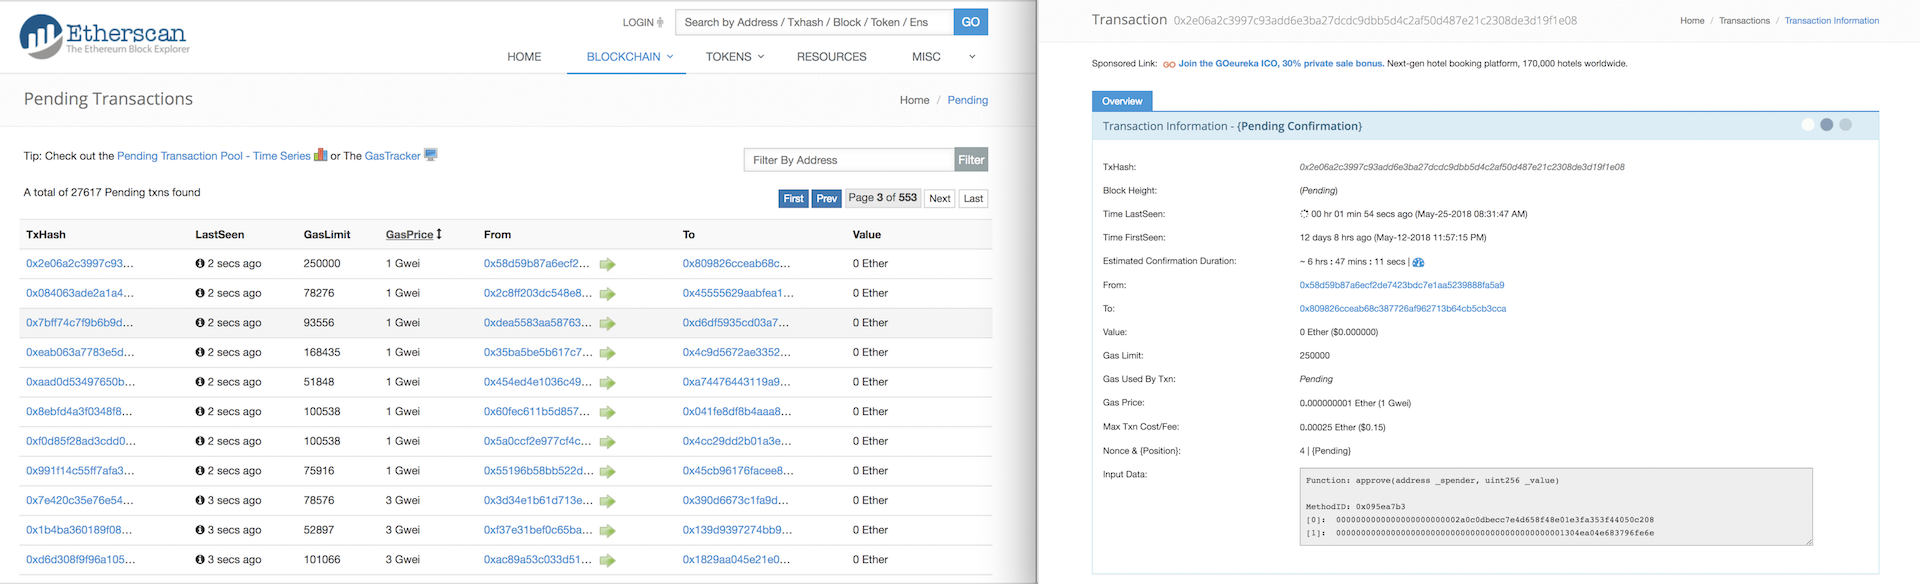 Etherscan
The Ethereum Block Explorer
LOGIN
Search by Address / Txhash / Block / Token / Ens
GO
HOME BLOCKCHAIN TOKENS RESOURCES MISC
Pending Transactions
Home / Pending
Tip: Check out the Pending Transaction Pool - Time Series or The GasTracker
Filter By Address Filter
A total of 27617 Pending txns found
First Prev Page 3 of 553 Next Last
TxHash LastSeen GasLimit GasPrice From To Value
0x2e06a2c3997c93... 2 secs ago 250000 1 Gwei 0x58d59b87a6ecf2... 0x809826cceab68c... 0 Ether
0x084063ade2a1a4... 2 secs ago 78276 1 Gwei 0x2c8ff203dc548e8... 0x45555629aabfea1... 0 Ether
0x7bff74c7f9b6b9d... 2 secs ago 93556 1 Gwei 0xdea5583aa58763... 0xd6df5935cd03a7... 0 Ether
0xeab063a7783e5d... 2 secs ago 168435 1 Gwei 0x35ba5be5b617c7... 0x4c9d5672ae3352... 0 Ether
0xaad0d53497650b... 2 secs ago 51848 1 Gwei 0x454ed4e1036c49... 0xa74476443119a9... 0 Ether
0x8ebfd4a3f0348f8... 2 secs ago 100538 1 Gwei 0x60fec611b5d857... 0x041fe8df8b4aaa8... 0 Ether
0xf0d85f28ad3cdd0... 2 secs ago 100538 1 Gwei 0x5a0ccf2e977cf4c... 0x4cc29dd2b01a3e... 0 Ether
0x991f14c55ff7afa3... 2 secs ago 75916 1 Gwei 0x55196b58bb522d... 0x45cb96176facee8... 0 Ether
0x7e420c35e76e54... 3 secs ago 78576 3 Gwei 0x3d34e1b61d713e... 0x390d6673c1fa9d... 0 Ether
0x1b4ba360189f08... 3 secs ago 52897 3 Gwei 0xf37e31bef0c65ba... 0x139d9397274bb9... 0 Ether
0xd6d308f9f96a105... 3 secs ago 101066 3 Gwei 0xac89a53c033d51... 0x1829aa045e21e0... 0 Ether
Transaction 0x2e06a2c3997c93add6e3ba27dcdc9dbb5d4c2af50d487e21c2308de3d19f1e08
Home / Transactions / Transaction Information
Sponsored Link: GO Join the GOeureka ICO, 30% private sale bonus. Next-gen hotel booking platform, 170,000 hotels worldwide.
Overview
Transaction Information - {Pending Confirmation}
TxHash: 0x2e06a2c3997c93add6e3ba27dcdc9dbb5d4c2af50d487e21c2308de3d19f1e08
Block Height: (Pending)
Time LastSeen: 00 hr 01 min 54 secs ago (May-25-2018 08:31:47 AM)
Time FirstSeen: 12 days 8 hrs ago (May-12-2018 11:57:15 PM)
Estimated Confirmation Duration: ~ 6 hrs : 47 mins : 11 secs |
From: 0x58d59b87a6ecf2de7423bdc7e1aa5239888fa5a9
To: 0x809826cceab68c387726af962713b64cb5cb3cca
Value: 0 Ether ($0.000000)
Gas Limit: 250000
Gas Used By Txn: Pending
Gas Price: 0.000000001 Ether (1 Gwei)
Max Txn Cost/Fee: 0.00025 Ether ($0.15)
Nonce & {Position}: 4 | {Pending}
Input Data:
Function: approve(address _spender, uint256 _value)
MethodID: 0x095ea7b3
[0]: 0000000000000000000000002a0c0dbecc7e4d658f48e01e3fa353f44050c208
[1]: 0000000000000000000000000000000000000000000000001304ea04e683796fe6e